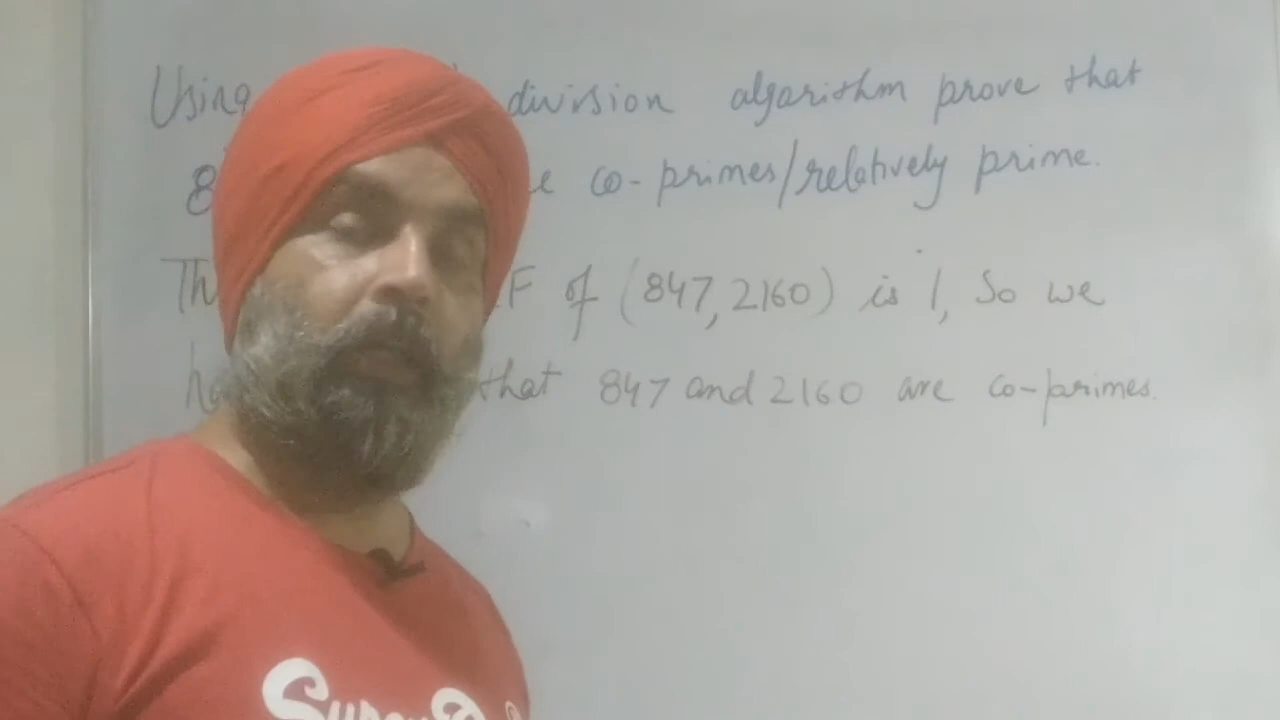 Using division algorithm prove that
8 co-primes/relatively prime.
of (847, 2160) is 1, So we
that 847 and 2160 are co-primes.